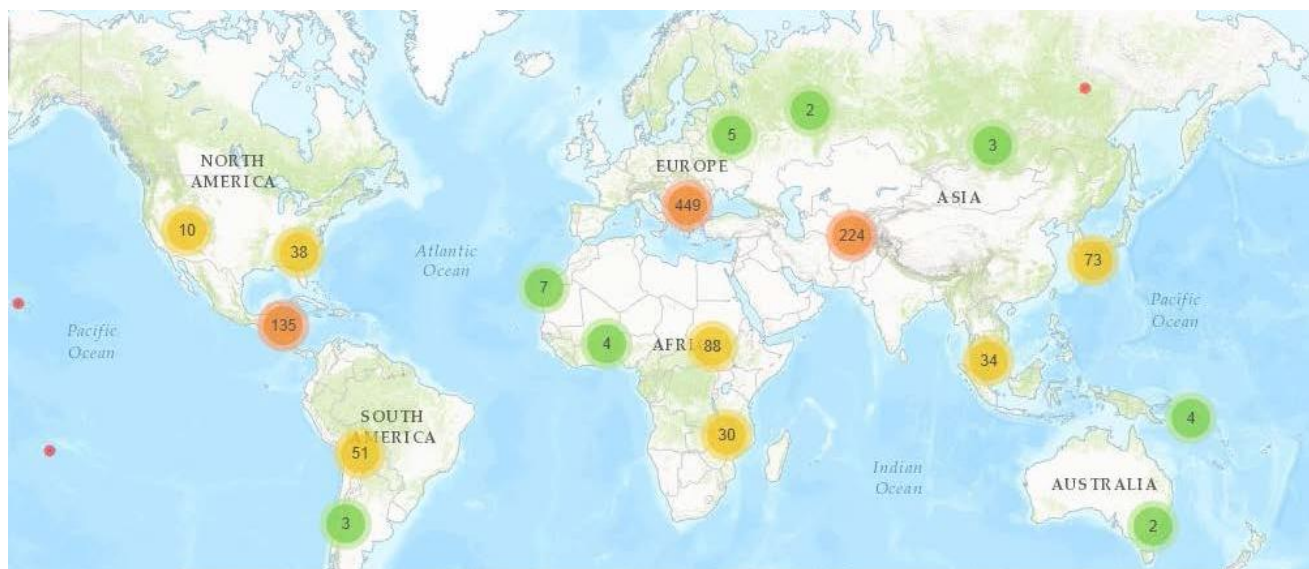 2
5
3
NORTH
AMERICA
EUROPE
ASIA
449
10
224
38
Atlantic
Ocean
73
7
Pacific
Ocean
135
Pacific
Ocean
4
AFRI
88
34
SOUTH
AMERICA
4
30
51
Indian
Ocean
AUSTRALIA
3
2